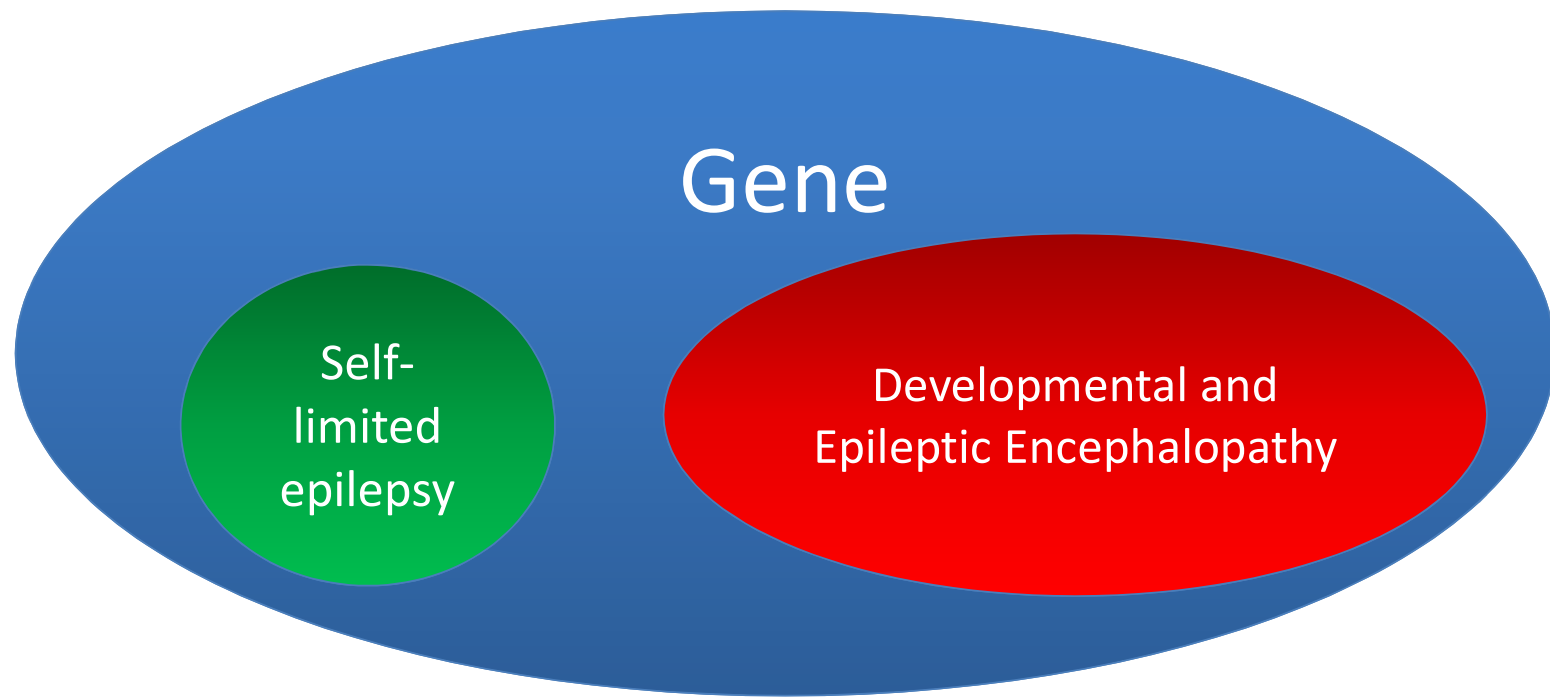 Gene
Self-
limited
epilepsy
Developmental and
Epileptic Encephalopathy